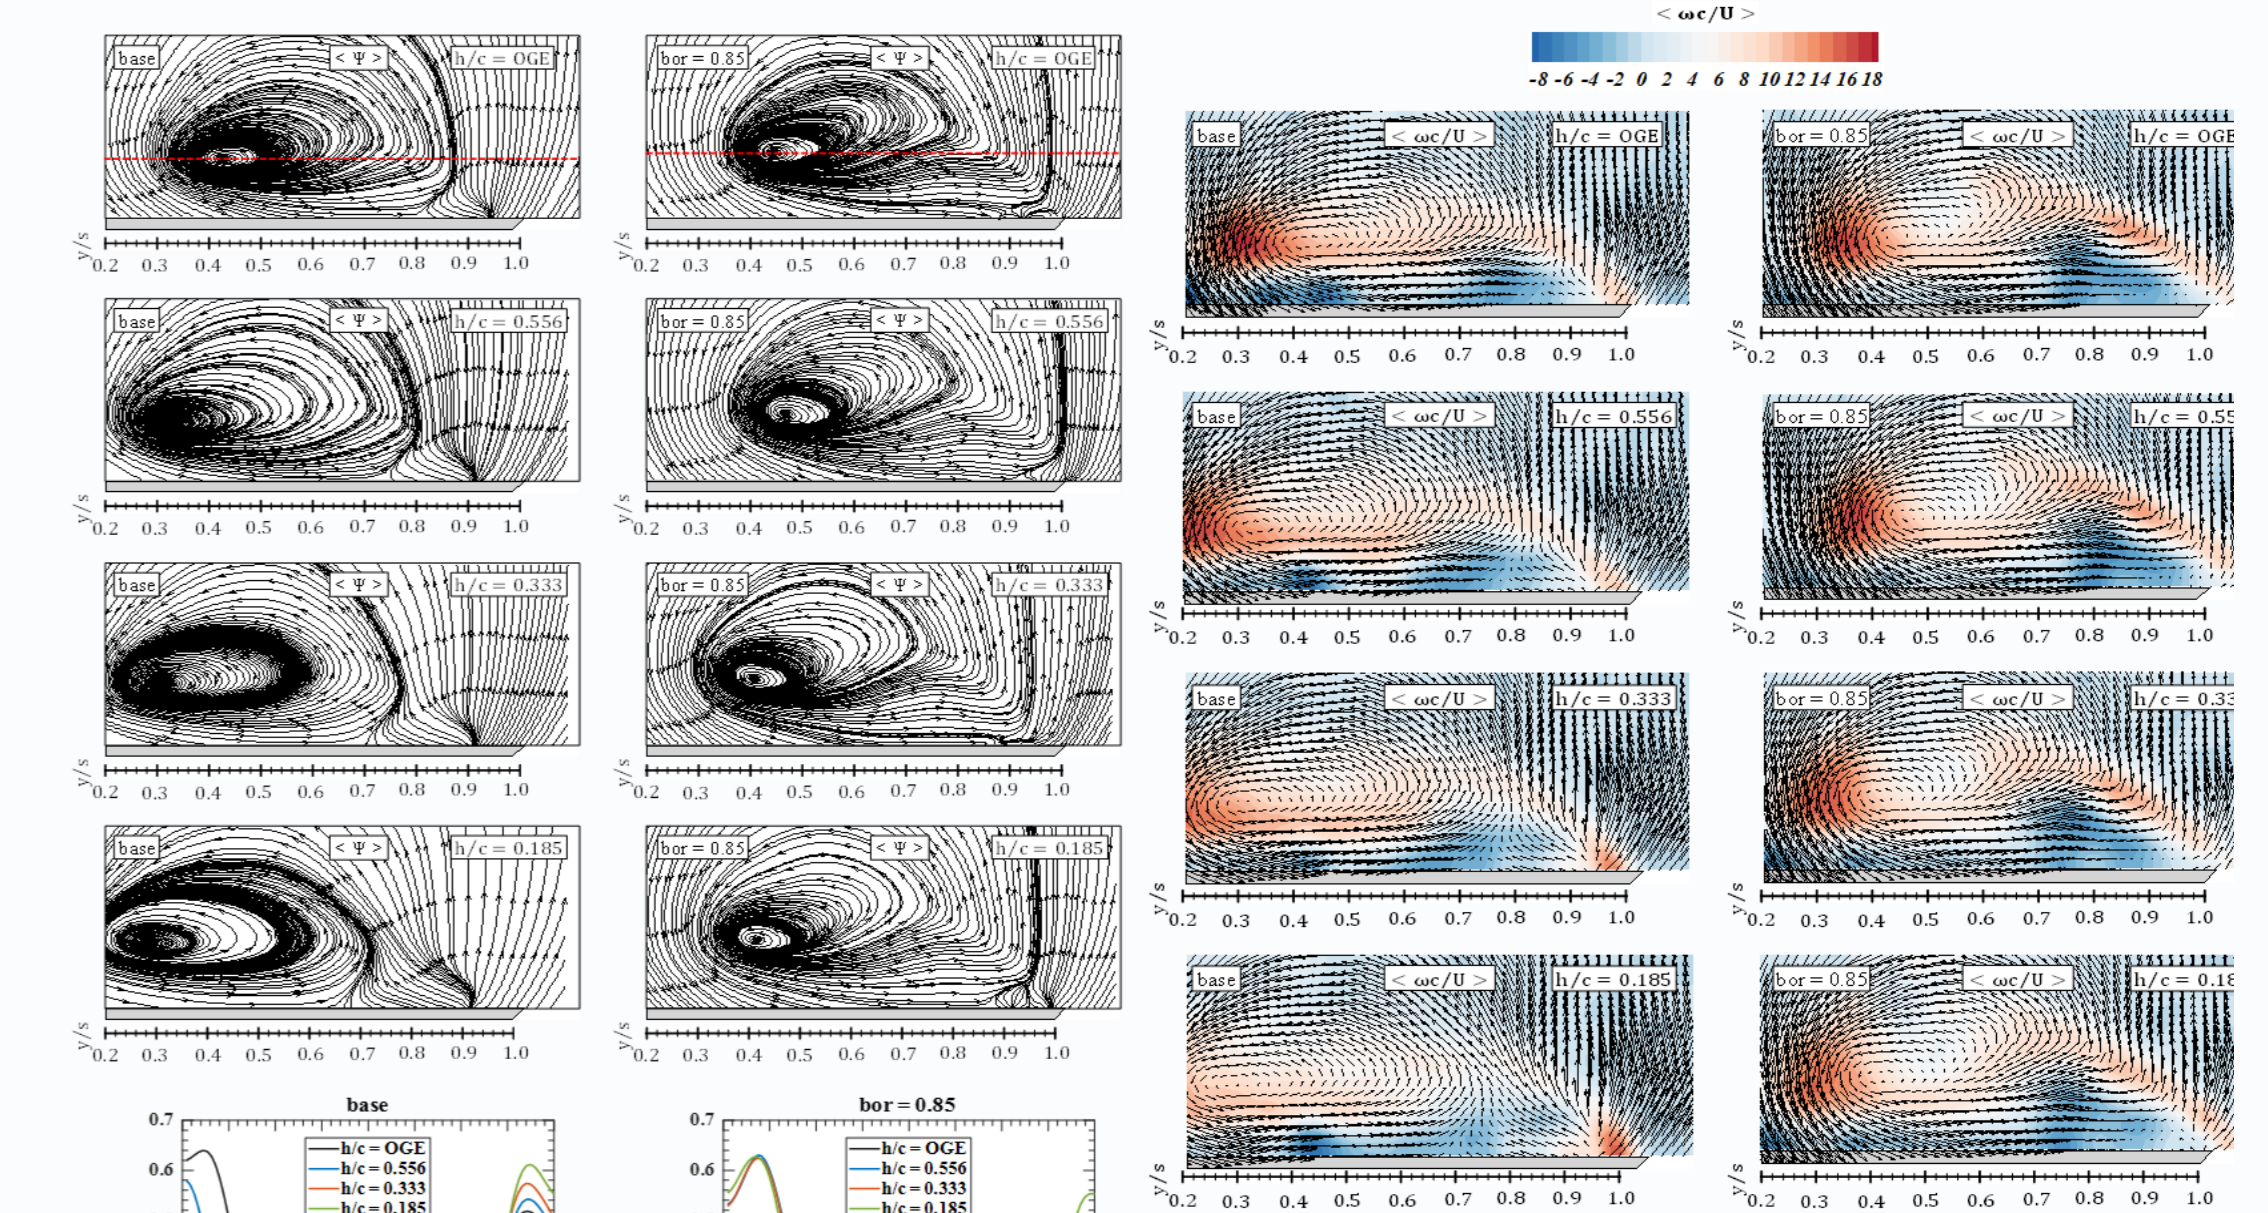 < ωc/U >
-8 -6 -4 -2 0 2 4 6 8 10 12 14 16 18
base < Ψ > h/c = OGE
y/s
0.2 0.3 0.4 0.5 0.6 0.7 0.8 0.9 1.0
bor = 0.85 < Ψ > h/c = OGE
y/s
0.2 0.3 0.4 0.5 0.6 0.7 0.8 0.9 1.0
base < ωc/U > h/c = OGE
y/s
0.2 0.3 0.4 0.5 0.6 0.7 0.8 0.9 1.0
bor = 0.85 < ωc/U > h/c = OGE
y/s
0.2 0.3 0.4 0.5 0.6 0.7 0.8 0.9 1.0
base < Ψ > h/c = 0.556
y/s
0.2 0.3 0.4 0.5 0.6 0.7 0.8 0.9 1.0
bor = 0.85 < Ψ > h/c = 0.556
y/s
0.2 0.3 0.4 0.5 0.6 0.7 0.8 0.9 1.0
base < ωc/U > h/c = 0.556
y/s
0.2 0.3 0.4 0.5 0.6 0.7 0.8 0.9 1.0
bor = 0.85 < ωc/U > h/c = 0.55
y/s
0.2 0.3 0.4 0.5 0.6 0.7 0.8 0.9 1.0
base < Ψ > h/c = 0.333
y/s
0.2 0.3 0.4 0.5 0.6 0.7 0.8 0.9 1.0
bor = 0.85 < Ψ > h/c = 0.333
y/s
0.2 0.3 0.4 0.5 0.6 0.7 0.8 0.9 1.0
base < ωc/U > h/c = 0.333
y/s
0.2 0.3 0.4 0.5 0.6 0.7 0.8 0.9 1.0
bor = 0.85 < ωc/U > h/c = 0.33
y/s
0.2 0.3 0.4 0.5 0.6 0.7 0.8 0.9 1.0
base < Ψ > h/c = 0.185
y/s
0.2 0.3 0.4 0.5 0.6 0.7 0.8 0.9 1.0
bor = 0.85 < Ψ > h/c = 0.185
y/s
0.2 0.3 0.4 0.5 0.6 0.7 0.8 0.9 1.0
base < ωc/U > h/c = 0.185
y/s
0.2 0.3 0.4 0.5 0.6 0.7 0.8 0.9 1.0
bor = 0.85 < ωc/U > h/c = 0.18
y/s
0.2 0.3 0.4 0.5 0.6 0.7 0.8 0.9 1.0
base
0.7
0.6
h/c = OGE
h/c = 0.556
h/c = 0.333
h/c = 0.185
bor = 0.85
0.7
0.6
h/c = OGE
h/c = 0.556
h/c = 0.333
h/c = 0.185